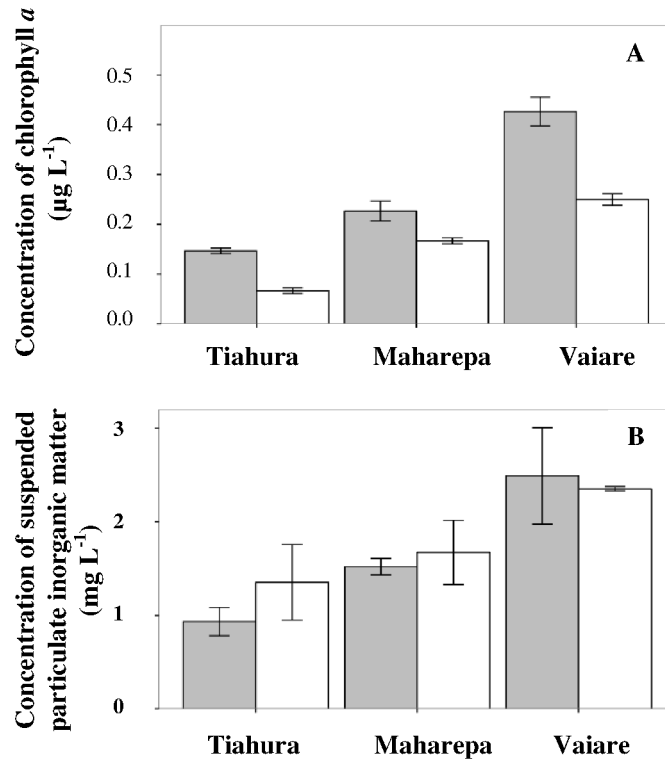 A
Concentration of chlorophyll a
(µg L-1)
0.5
0.4
0.3
0.2
0.1
0.0
Tiahura Maharepa Vaiare
B
Concentration of suspended
particulate inorganic matter
(mg L-1)
3
2
1
0
Tiahura Maharepa Vaiare